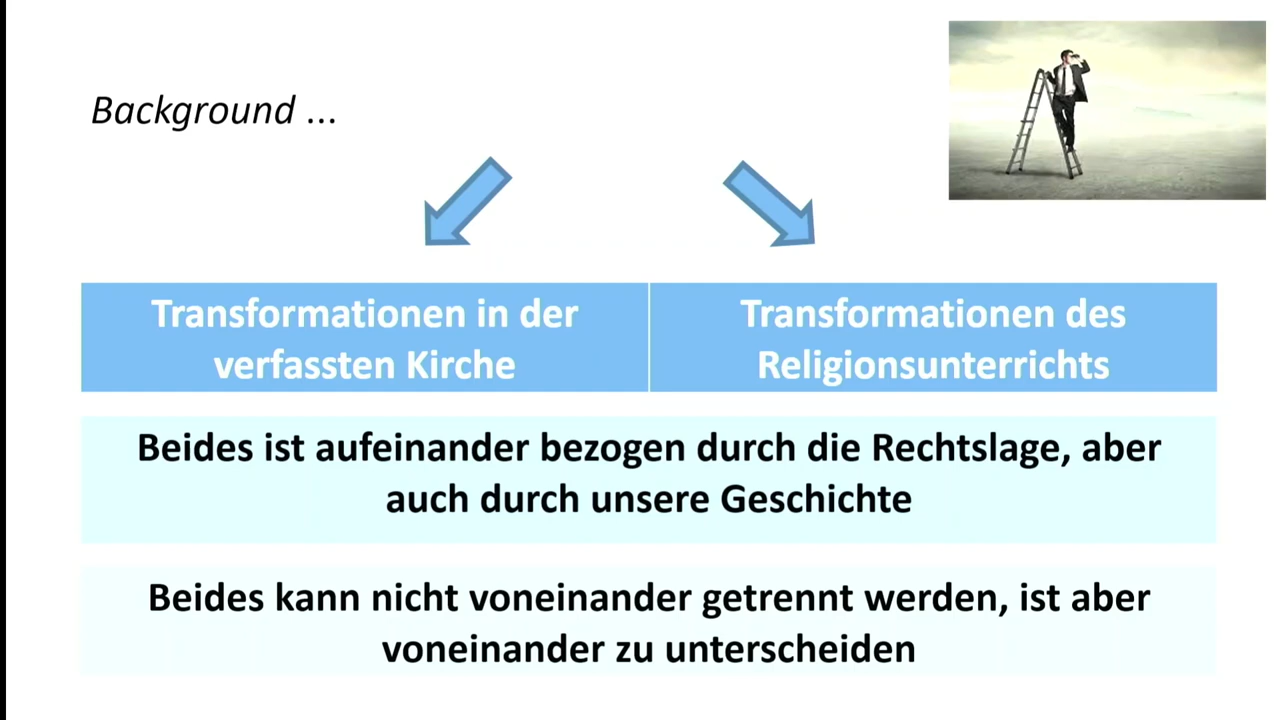 Background ...
Transformationen in der
verfassten Kirche
Transformationen des
Religionsunterrichts
Beides ist aufeinander bezogen durch die Rechtslage, aber
auch durch unsere Geschichte
Beides kann nicht voneinander getrennt werden, ist aber
voneinander zu unterscheiden